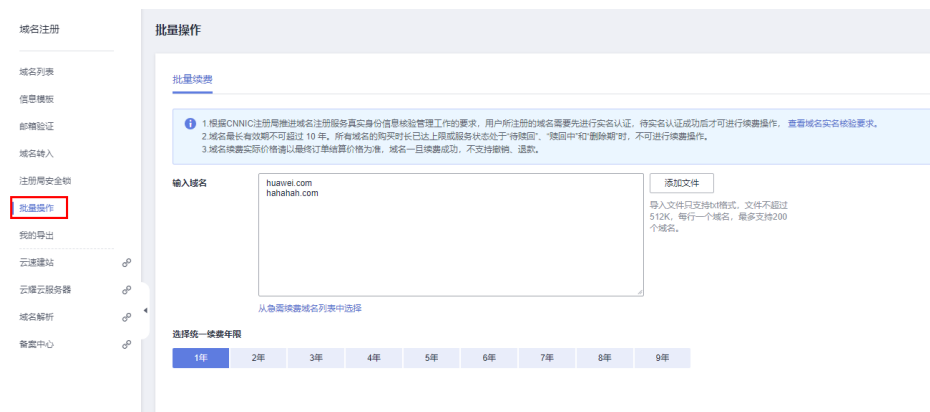 域名注册
域名列表
信息模板
邮箱验证
域名转入
注册局安全锁
批量操作
我的导出
云速建站
云耀云服务器
域名解析
备案中心
批量操作
批量续费
1.根据CNNIC注册局推进域名注册服务真实身份信息核验管理工作的要求，用户所注册的域名需要先进行实名认证，待实名认证成功后才可进行续费操作， 查看域名实名核验要求。
2.域名最长有效期不可超过 10 年。所有域名的购买时长已达上限或服务状态处于“待赎回”、“赎回中”和“删除期”时，不可进行续费操作。
3.域名续费实际价格请以最终订单结算价格为准，域名一旦续费成功，不支持撤销、退款。
输入域名
huawei.com
hahahah.com
添加文件
导入文件只支持txt格式，文件不超过
512K，每行一个域名，最多支持200
个域名。
从急需续费域名列表中选择
选择统一续费年限
1年 2年 3年 4年 5年 6年 7年 8年 9年